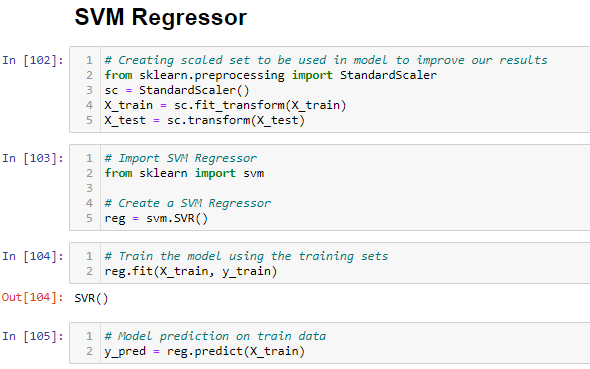 SVM Regressor
In [102]:
1 # Creating scaled set to be used in model to improve our results
2 from sklearn.preprocessing import StandardScaler
3 sc = StandardScaler()
4 X_train = sc.fit_transform(X_train)
5 X_test = sc.transform(X_test)
In [103]:
1 # Import SVM Regressor
2 from sklearn import svm
3
4 # Create a SVM Regressor
5 reg = svm.SVR()
In [104]:
1 # Train the model using the training sets
2 reg.fit(X_train, y_train)
Out[104]: SVR()
In [105]:
1 # Model prediction on train data
2 y_pred = reg.predict(X_train)